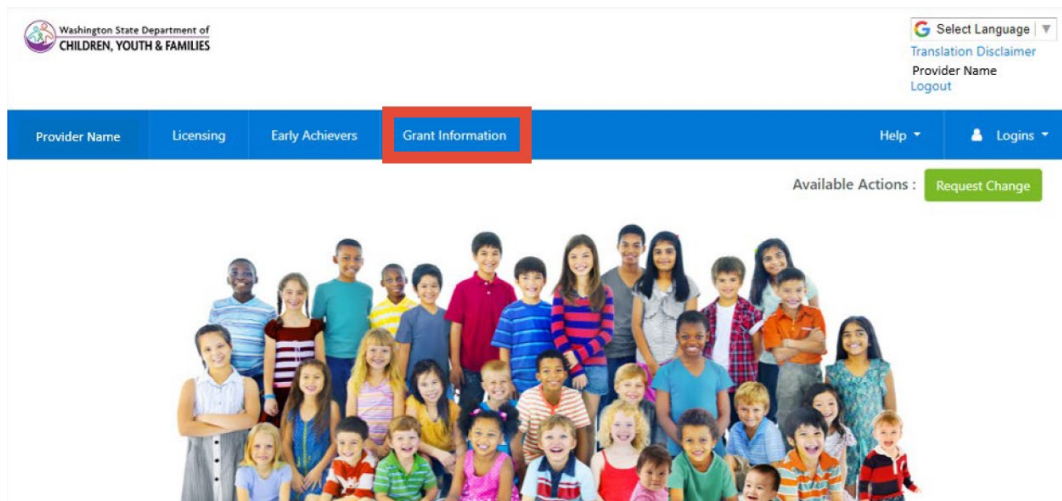 Washington State Department of
CHILDREN, YOUTH & FAMILIES
Select Language
Translation Disclaimer
Provider Name
Logout
Provider Name Licensing Early Achievers Grant Information Help Logins
Available Actions : Request Change